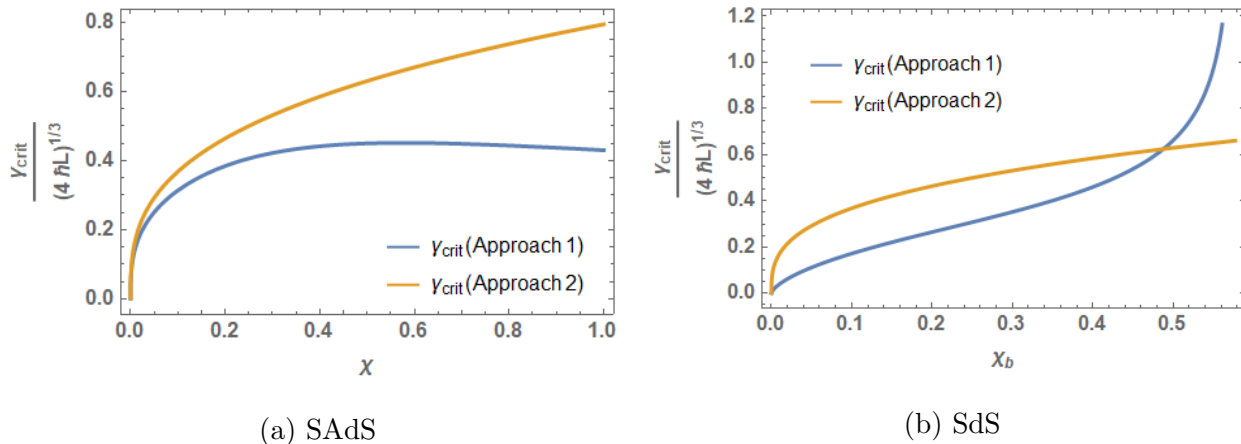 0.8
0.6
0.4
0.2
0.0
γcrit
(4 ℏL)^1/3
γcrit (Approach 1)
γcrit (Approach 2)
0.0 0.2 0.4 0.6 0.8 1.0
χ
(a) SAdS
1.2
1.0
0.8
0.6
0.4
0.2
0.0
γcrit
(4 ℏL)^1/3
γcrit (Approach 1)
γcrit (Approach 2)
0.0 0.1 0.2 0.3 0.4 0.5
χb
(b) SdS